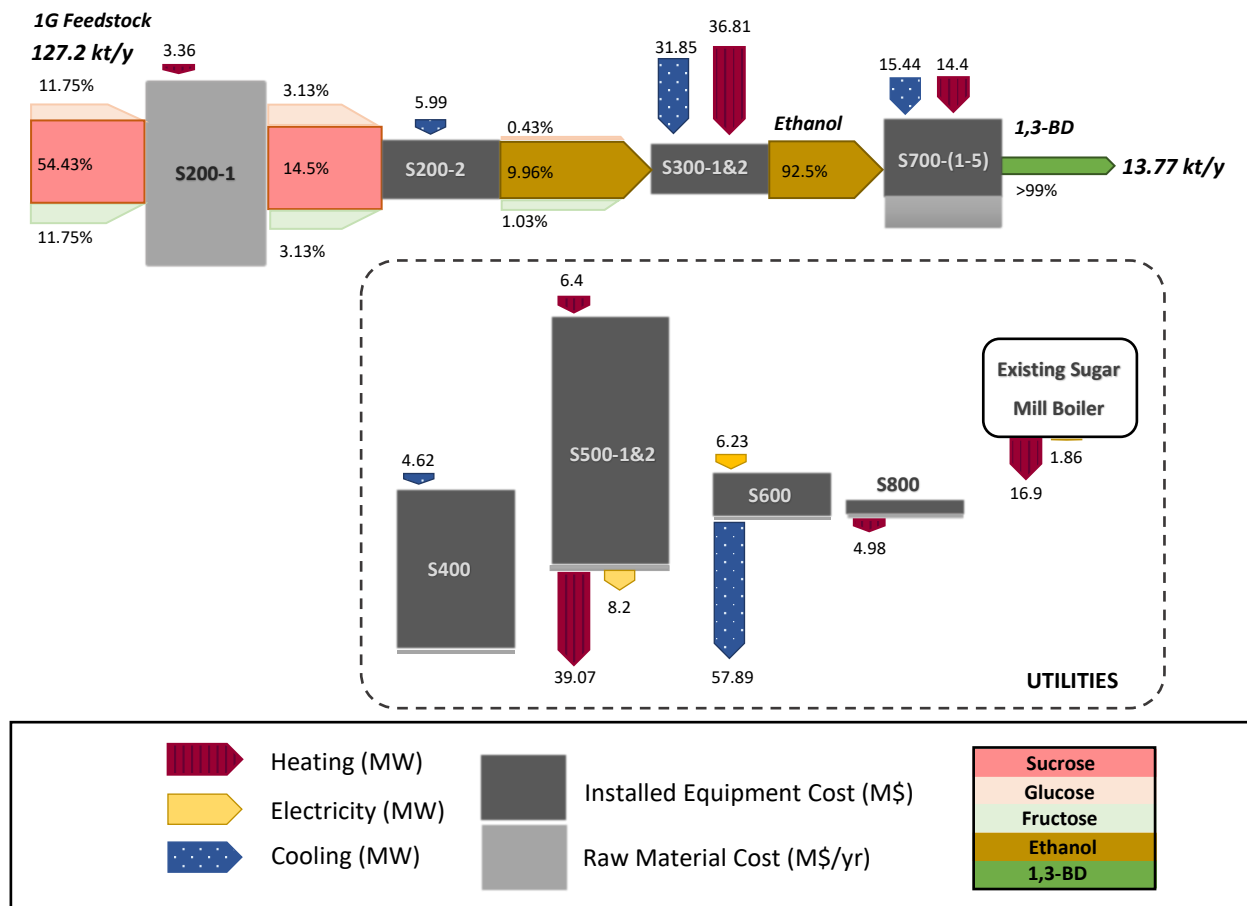 1G Feedstock
127.2 kt/y
3.36
11.75%
54.43%
11.75%
S200-1
3.13%
14.5%
3.13%
5.99
S200-2
0.43%
9.96%
1.03%
31.85
36.81
S300-1&2
Ethanol
92.5%
15.44
14.4
S700-(1-5)
1,3-BD
>99%
13.77 kt/y
6.4
S500-1&2
39.07
8.2
4.62
S400
6.23
S600
57.89
S800
4.98
Existing Sugar
Mill Boiler
16.9
1.86
UTILITIES
Heating (MW)
Electricity (MW)
Cooling (MW)
Installed Equipment Cost (M$)
Raw Material Cost (M$/yr)
Sucrose
Glucose
Fructose
Ethanol
1,3-BD